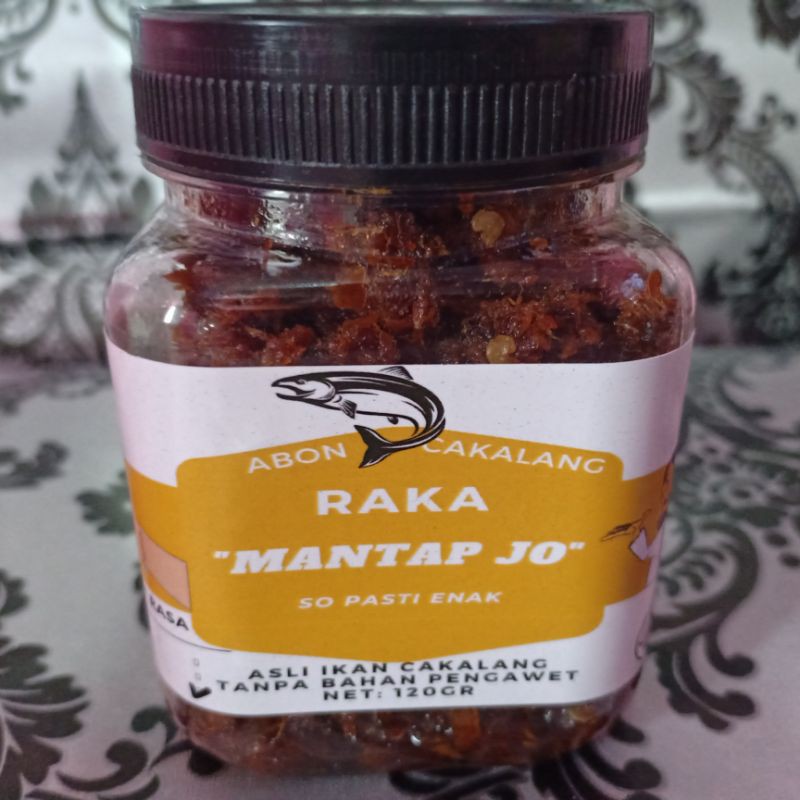 ABON CAKALANG
RAKA
"MANTAP JO"
SO PASTI ENAK
RASA
ASLI IKAN CAKALANG
TANPA BAHAN PENGAWET
NET: 120GR